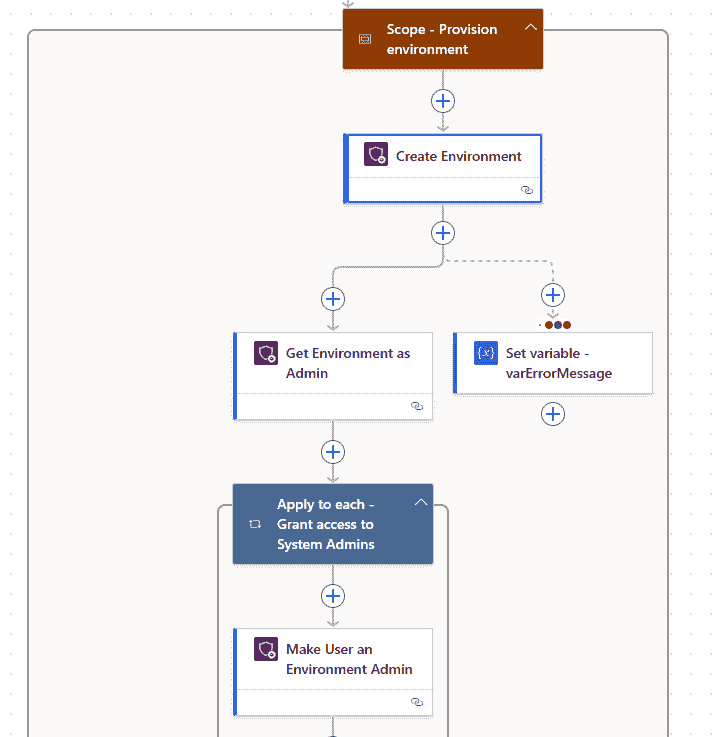 Scope - Provision
environment
Create Environment
Get Environment as
Admin
{x}
Set variable -
varErrorMessage
Apply to each -
Grant access to
System Admins
Make User an
Environment Admin